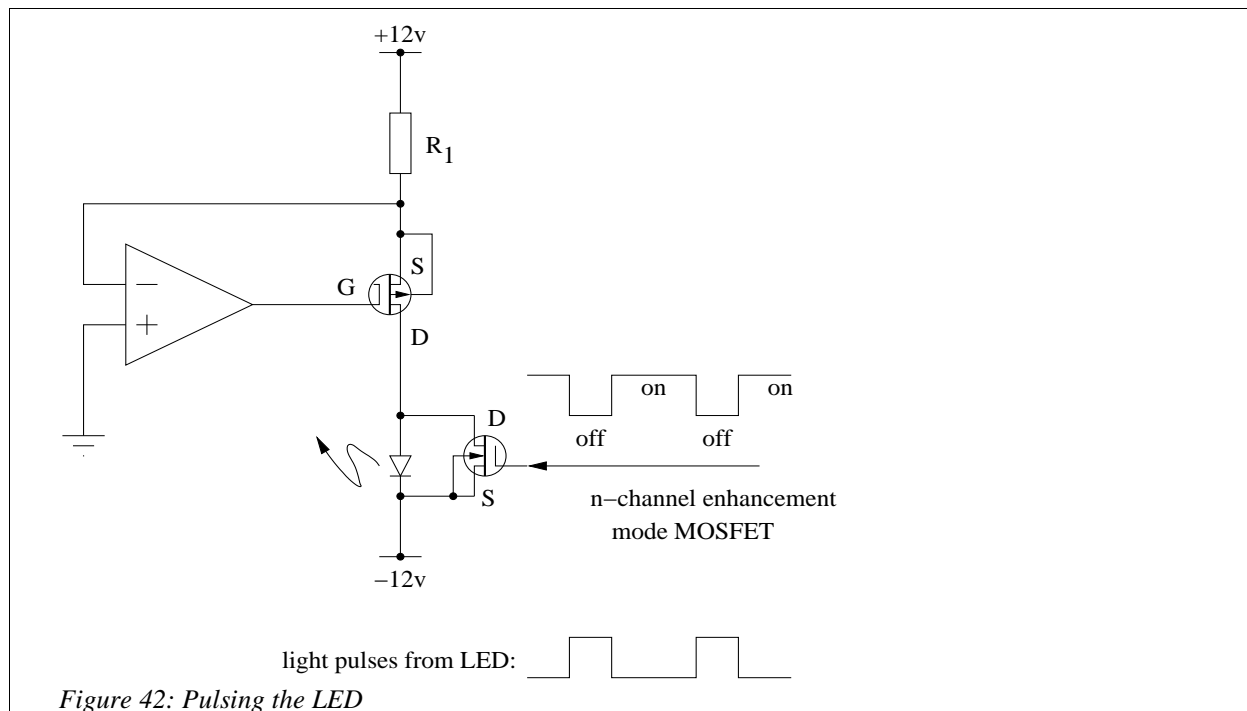 +12v
R1
S
G
−
+
D
on
on
D
off
off
S
n−channel enhancement
mode MOSFET
−12v
light pulses from LED:
Figure 42: Pulsing the LED